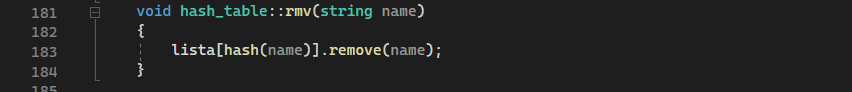 181 void hash_table::rmv(string name)
182 {
183 lista[hash(name)].remove(name);
184 }
185